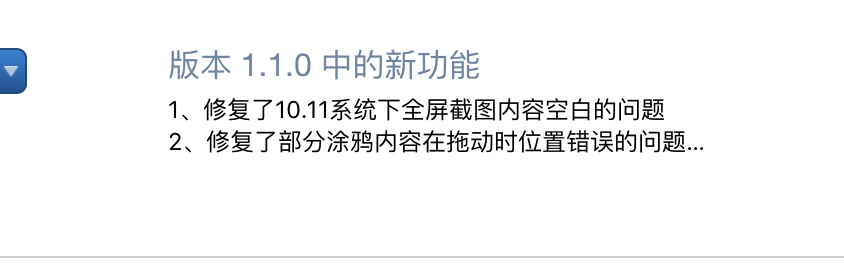 版本 1.1.0 中的新功能
1、修复了10.11系统下全屏截图内容空白的问题
2、修复了部分涂鸦内容在拖动时位置错误的问题...